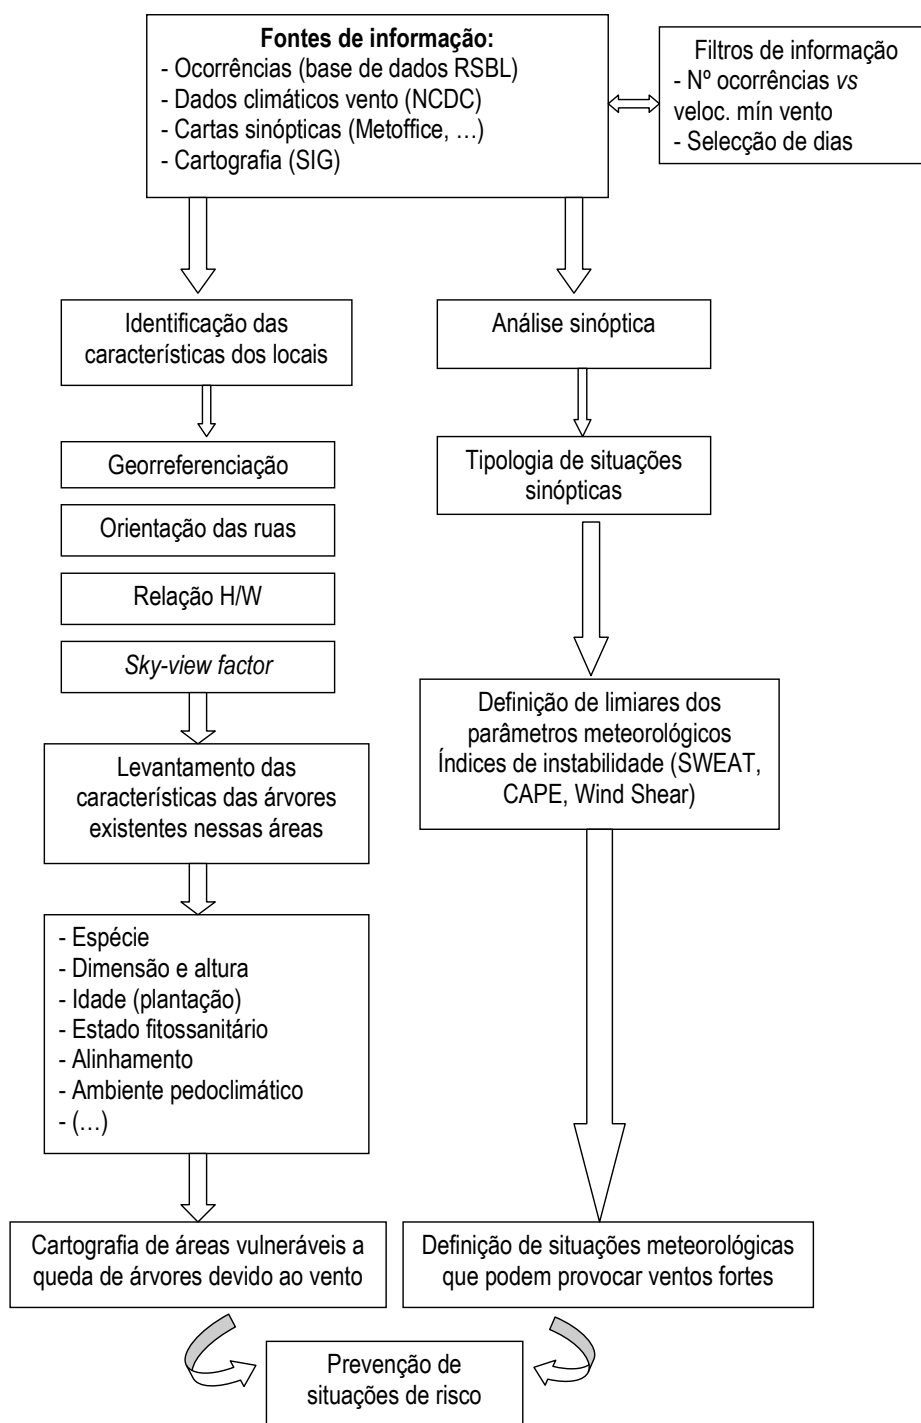 Fontes de informação:
- Ocorrências (base de dados RSBL)
- Dados climáticos vento (NCDC)
- Cartas sinópticas (Metoffice, …)
- Cartografia (SIG)
Filtros de informação
- Nº ocorrências vs
veloc. mín vento
- Selecção de dias
Identificação das
características dos locais
Georreferenciação
Orientação das ruas
Relação H/W
Sky-view factor
Levantamento das
características das árvores
existentes nessas áreas
- Espécie
- Dimensão e altura
- Idade (plantação)
- Estado fitossanitário
- Alinhamento
- Ambiente pedoclimático
- (…)
Cartografia de áreas vulneráveis a
queda de árvores devido ao vento
Análise sinóptica
Tipologia de situações
sinópticas
Definição de limiares dos
parâmetros meteorológicos
Índices de instabilidade (SWEAT,
CAPE, Wind Shear)
Definição de situações meteorológicas
que podem provocar ventos fortes
Prevenção de
situações de risco